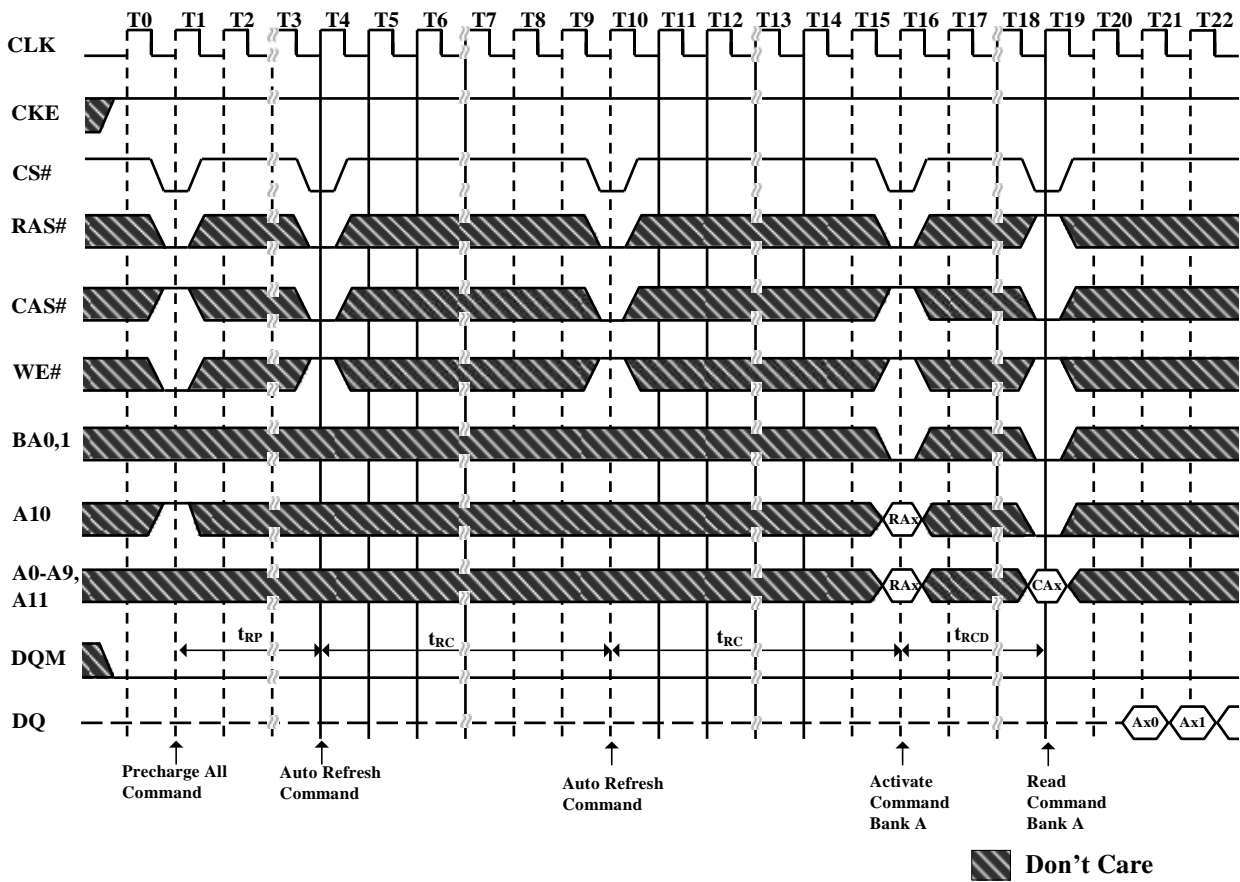 T0 T1 T2 T3 T4 T5 T6 T7 T8 T9 T10 T11 T12 T13 T14 T15 T16 T17 T18 T19 T20 T21 T22
CLK
CKE
CS#
RAS#
CAS#
WE#
BA0,1
A10
RAx
A0-A9,
A11
RAx
CAx
tRP
tRC
tRC
tRCD
DQM
DQ
Ax0
Ax1
Precharge All
Command
Auto Refresh
Command
Auto Refresh
Command
Activate
Command
Bank A
Read
Command
Bank A
Don't Care